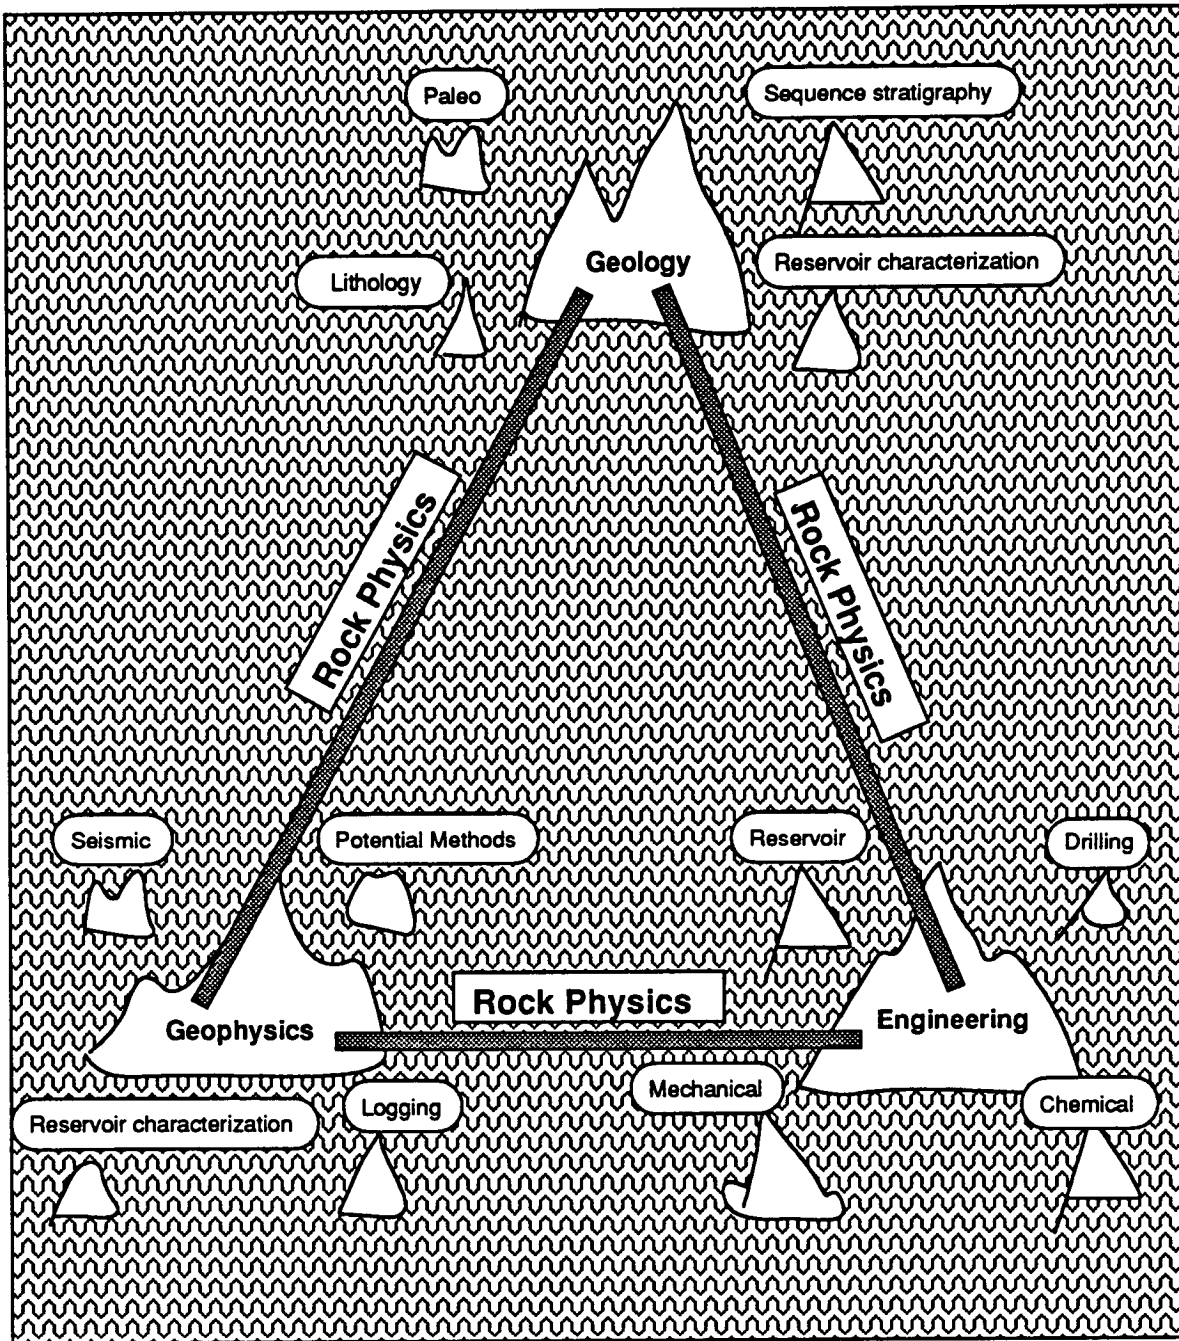 Paleo
Sequence stratigraphy
Geology
Reservoir characterization
Lithology
Rock Physics
Rock Physics
Seismic
Potential Methods
Reservoir
Drilling
Rock Physics
Geophysics
Engineering
Mechanical
Reservoir characterization
Logging
Chemical